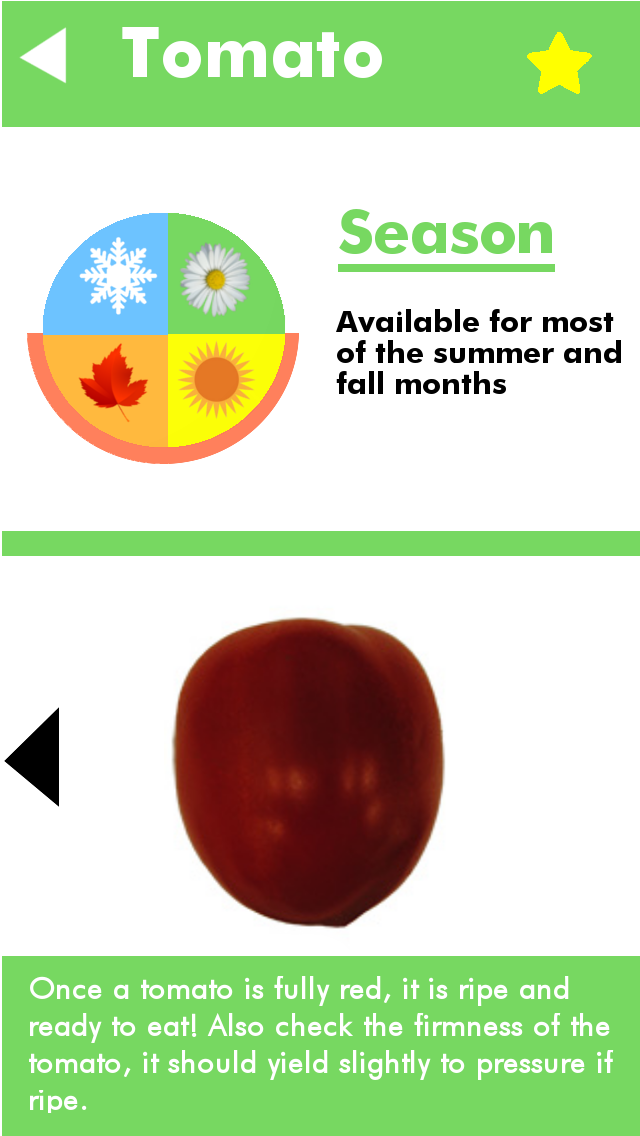 Tomato
Season
Available for most
of the summer and
fall months
Once a tomato is fully red, it is ripe and
ready to eat! Also check the firmness of the
tomato, it should yield slightly to pressure if
ripe.